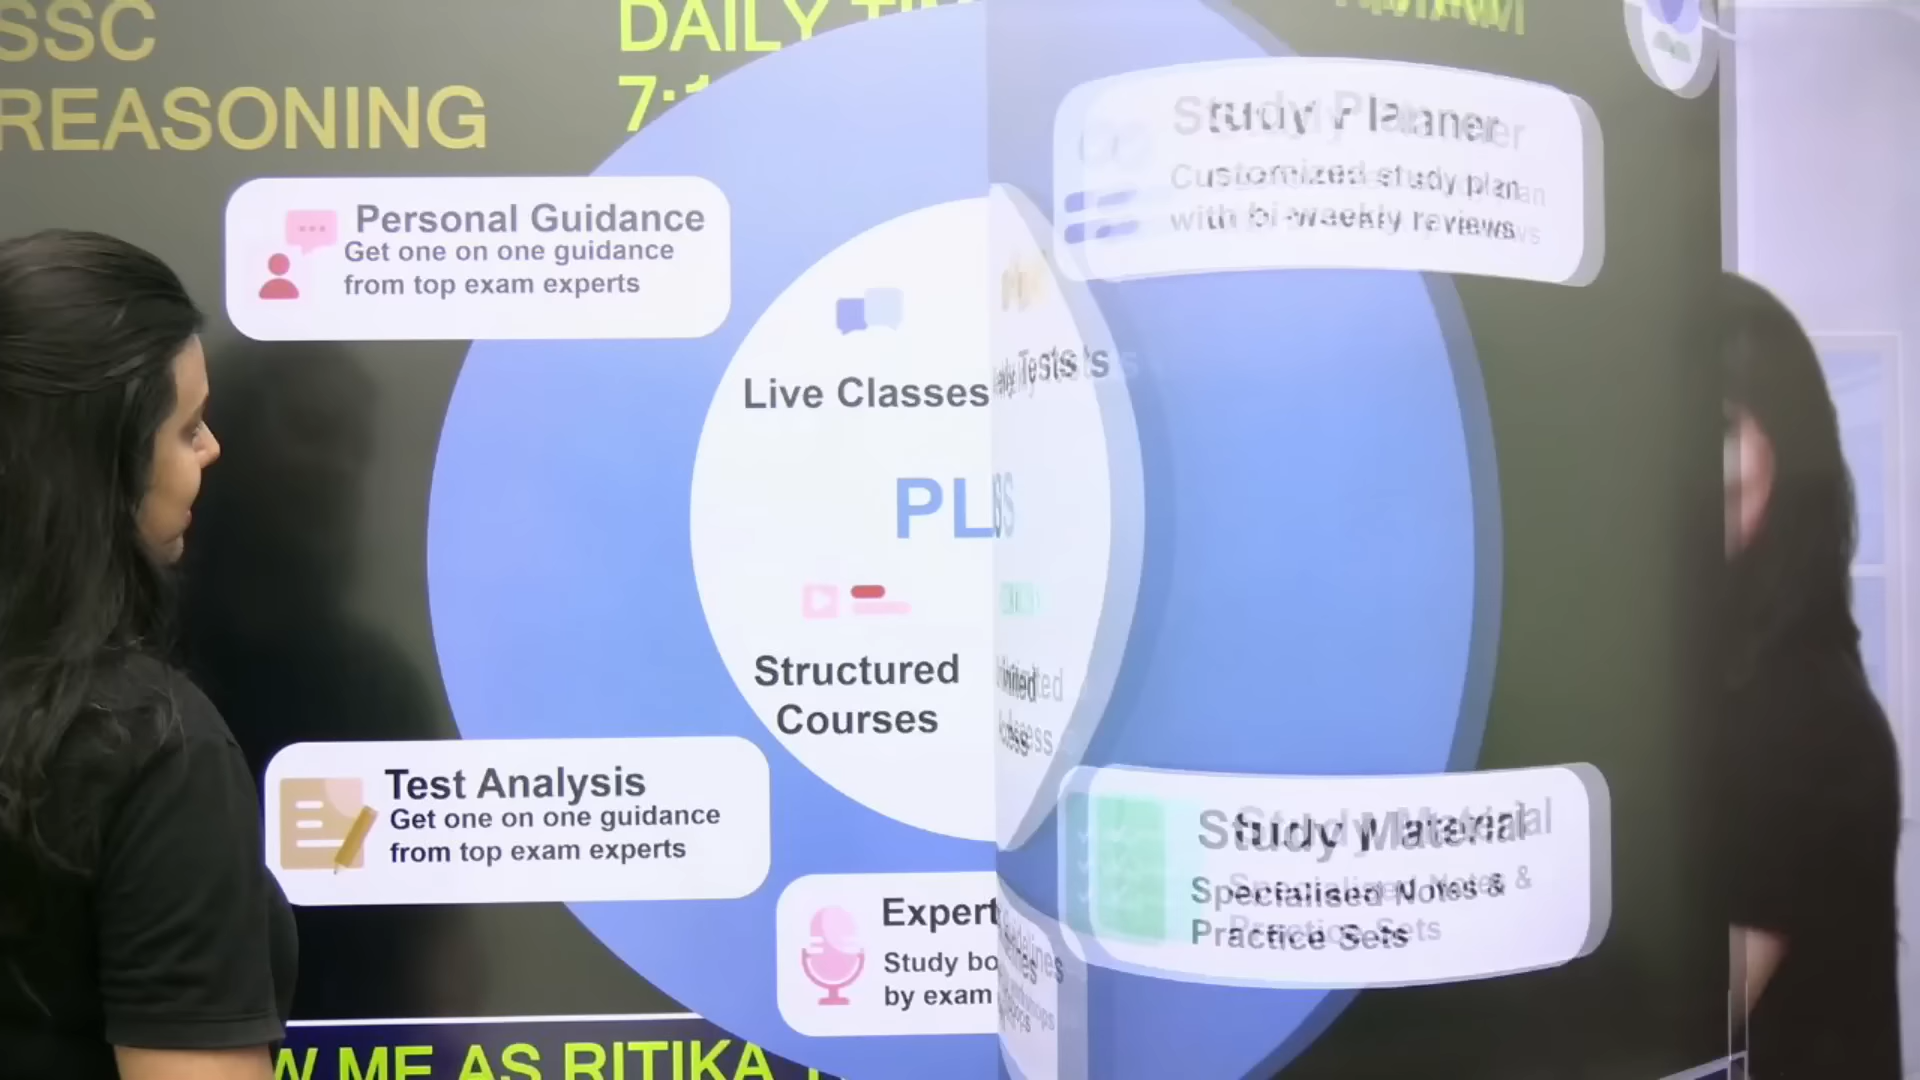 SSC
REASONING
DAILY
Personal Guidance
Get one on one guidance
from top exam experts
Study Planner
Customized study plan
with bi-weekly reviews
Live Classes
Tests
PLUS
Structured
Courses
Test Analysis
Get one on one guidance
from top exam experts
Study Material
Specialised Notes &
Practice Sets
Expert
Study
by exam
ME AS RITIKA